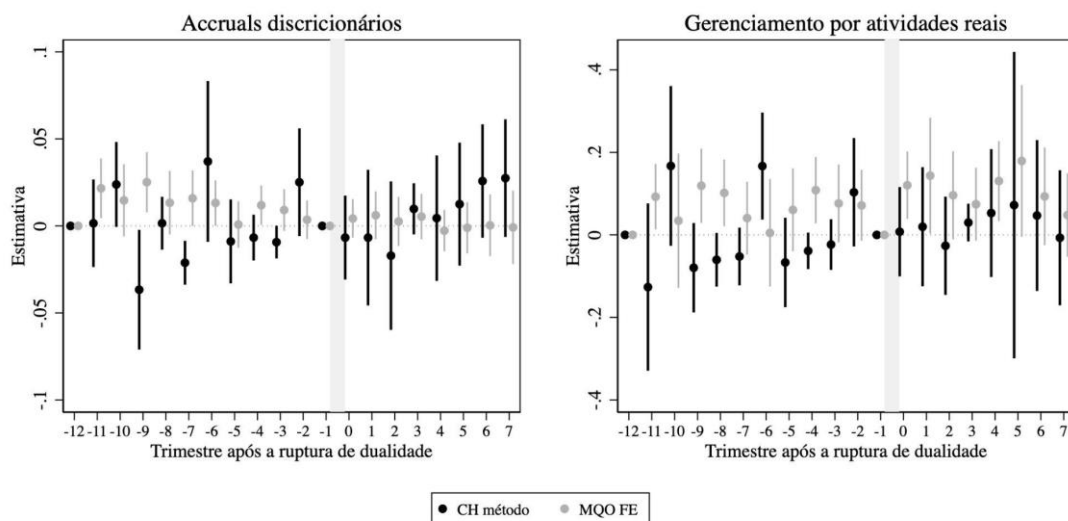 Accruals discricionários
Estimativa
.1
.05
0
-.05
-.1
-12 -11 -10 -9 -8 -7 -6 -5 -4 -3 -2 -1 0 1 2 3 4 5 6 7
Trimestre após a ruptura de dualidade
Gerenciamento por atividades reais
Estimativa
.4
.2
0
-.2
-.4
-12 -11 -10 -9 -8 -7 -6 -5 -4 -3 -2 -1 0 1 2 3 4 5 6 7
Trimestre após a ruptura de dualidade
CH método MQO FE